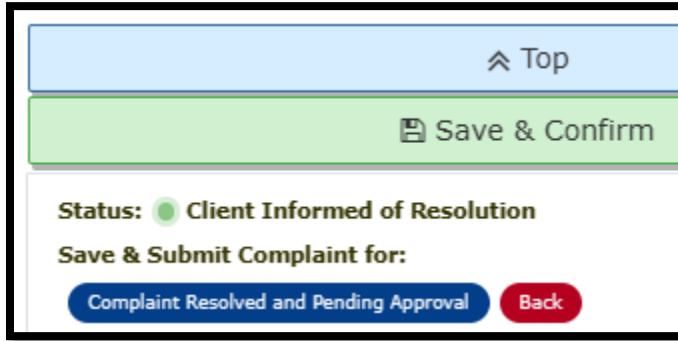 Top
Save & Confirm
Status: Client Informed of Resolution
Save & Submit Complaint for:
Complaint Resolved and Pending Approval Back